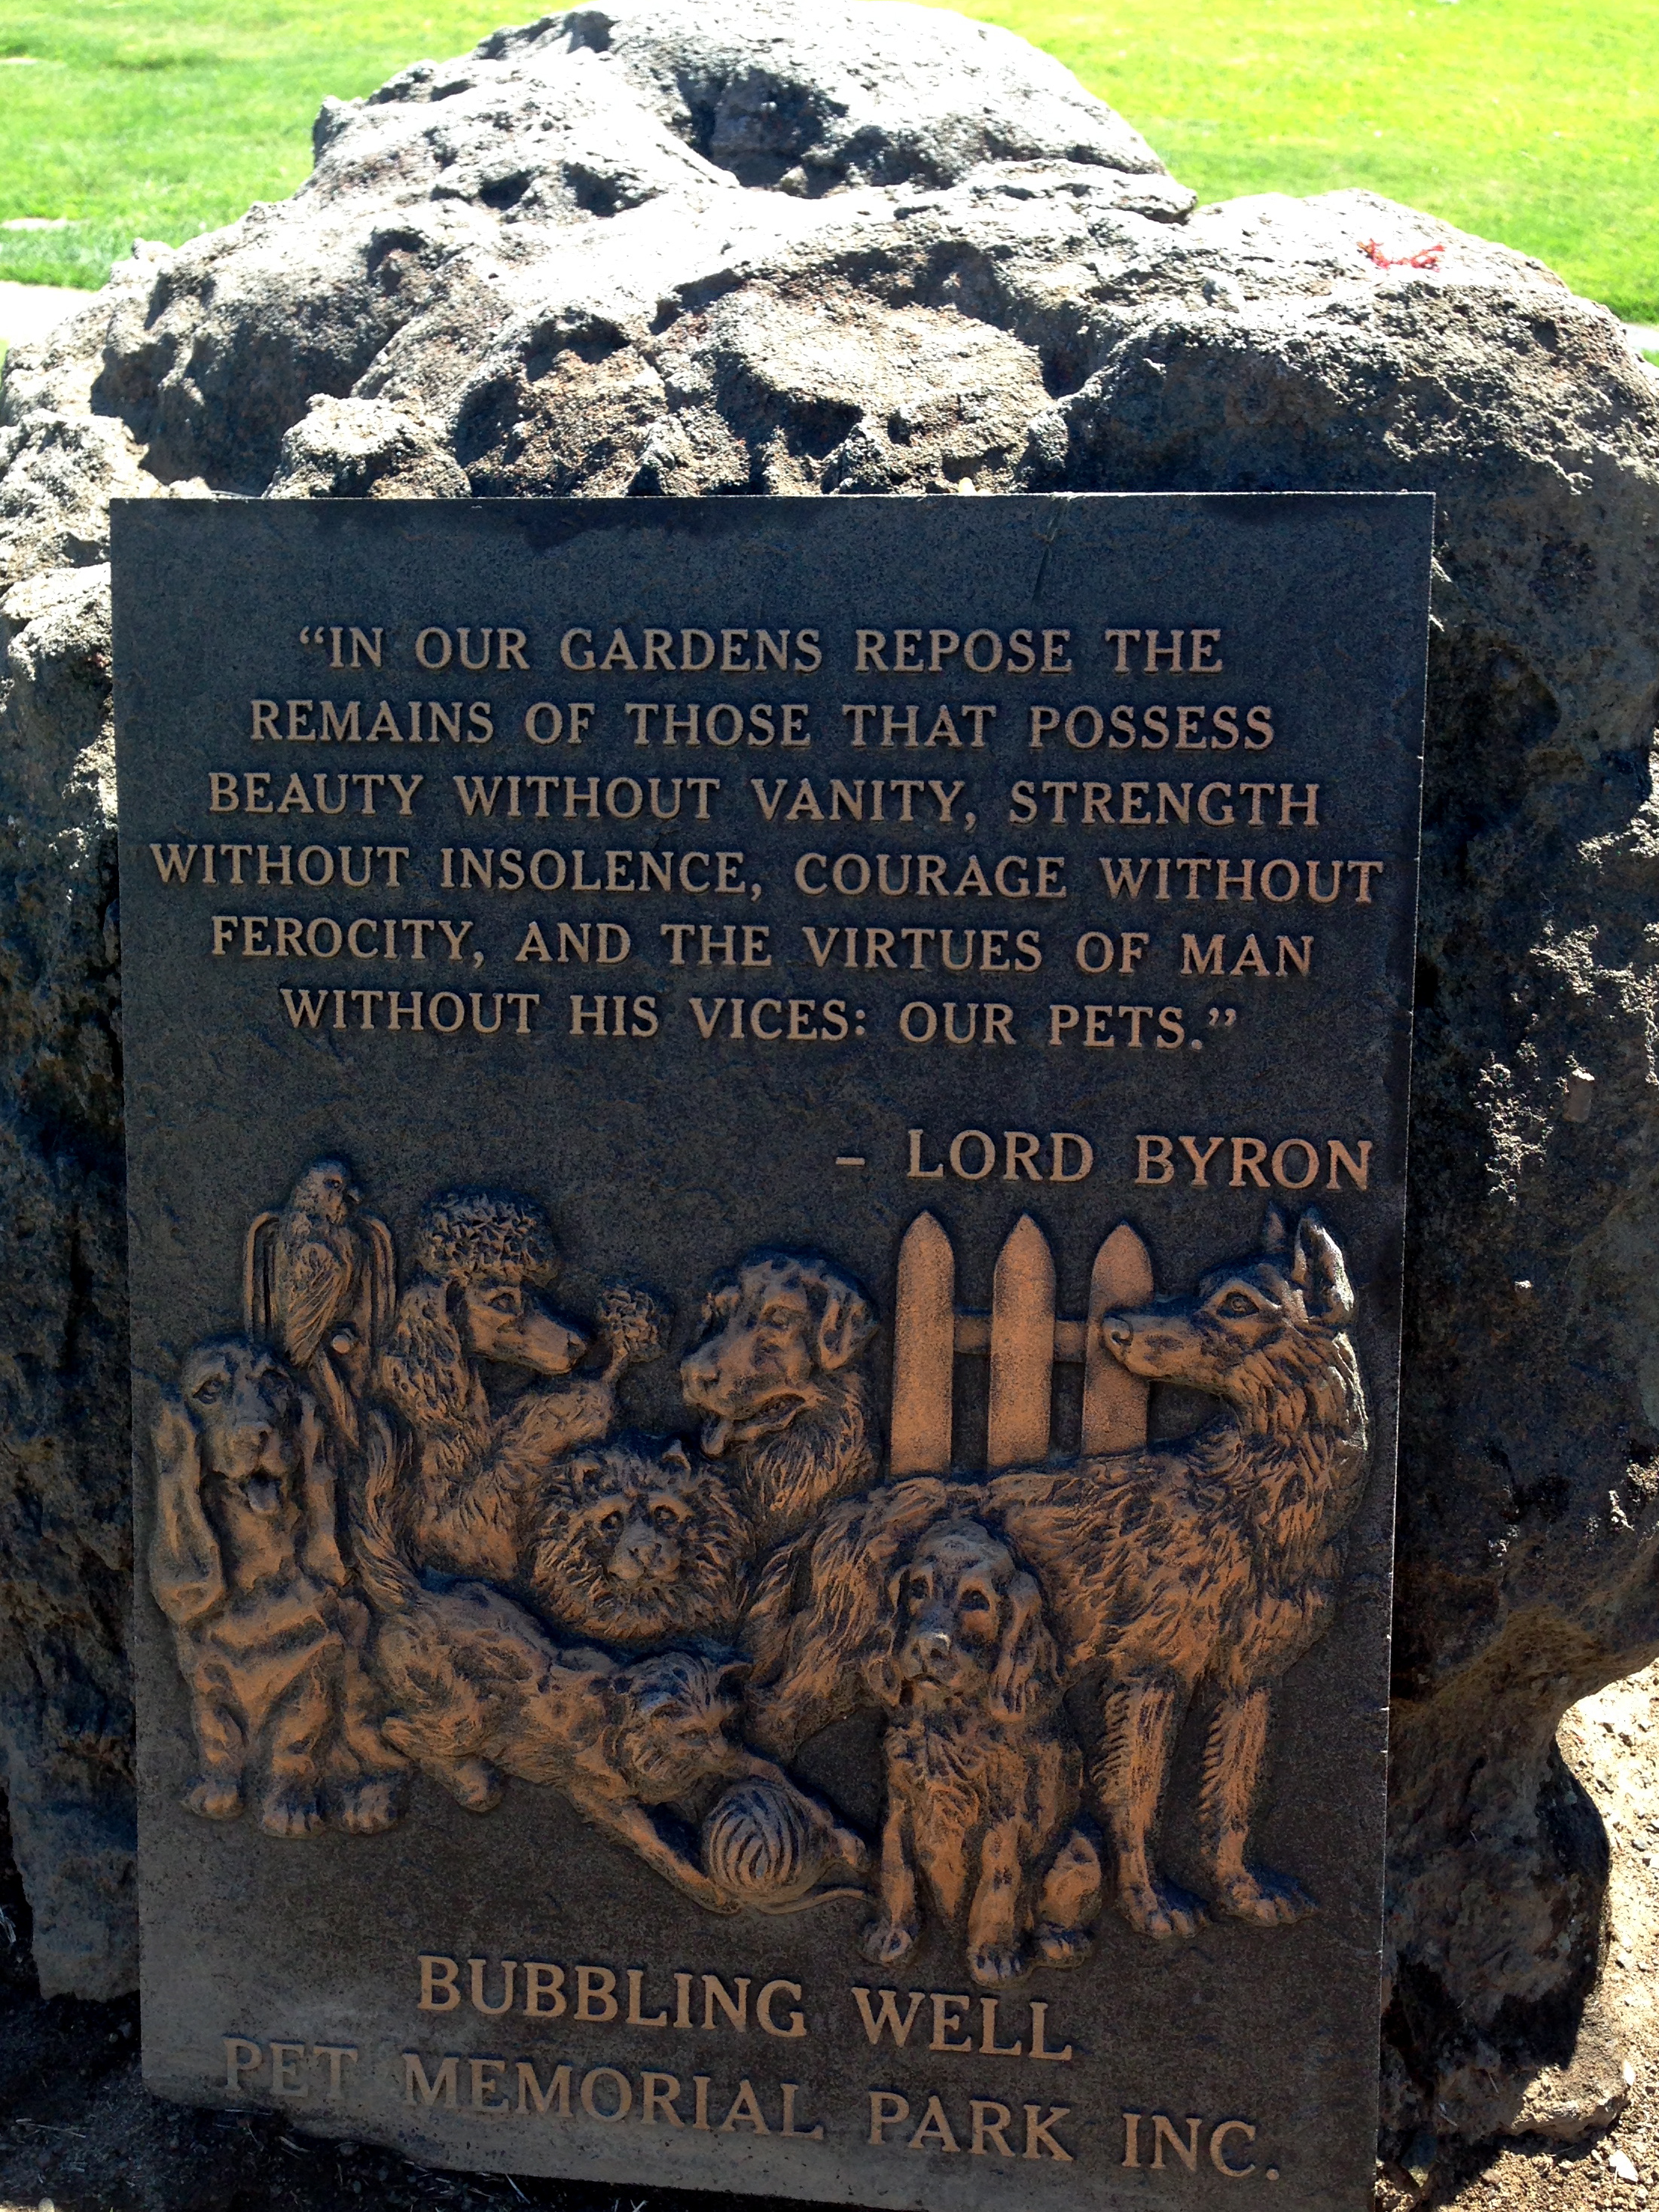 “IN OUR GARDENS REPOSE THE
REMAINS OF THOSE THAT POSSESS
BEAUTY WITHOUT VANITY, STRENGTH
WITHOUT INSOLENCE, COURAGE WITHOUT
FEROCITY, AND THE VIRTUES OF MAN
WITHOUT HIS VICES: OUR PETS.”
– LORD BYRON
BUBBLING WELL
PET MEMORIAL PARK INC.